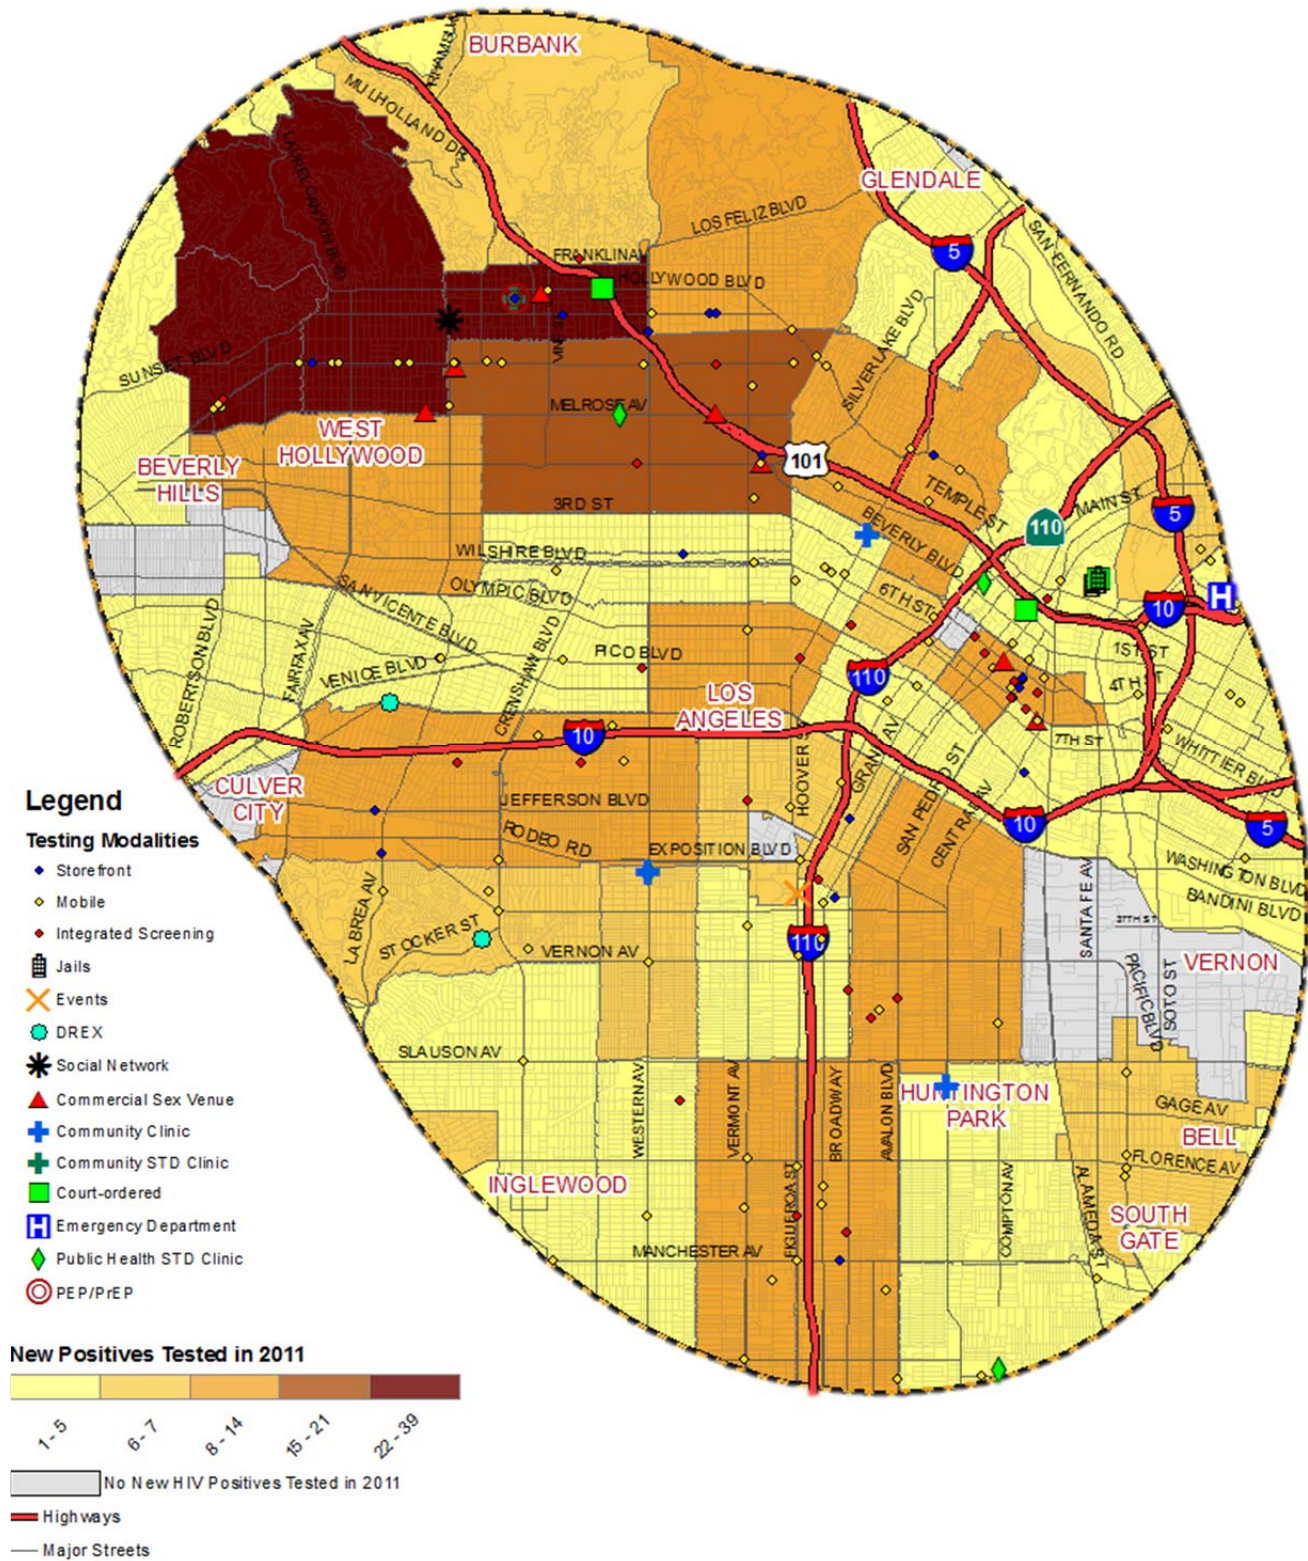 BURBANK
MULHOLLAND DR
LAUREL CANYON BLVD
GLENDALE
LOS FELIZ BLVD
FRANKLIN AV
HOLLYWOOD BLVD
5
SAN FERNANDO RD
SILVER LAKE BLVD
SUNSET BLVD
MELROSE AV
WEST
HOLLYWOOD
BEVERLY
HILLS
101
3RD ST
TEMPLE ST
BEVERLY BLVD
110
MAIN ST
5
WILSHIRE BLVD
OLYMPIC BLVD
SAN VICENTE BLVD
6TH ST
10
H
ROBERTSON BLVD
FAIRFAX AV
VENICE BLVD
CRENSHAW BLVD
PICO BLVD
110
1ST ST
4TH ST
LOS
ANGELES
10
HOOVER ST
GRAND AV
SAN PEDRO ST
CENTRAL AV
7TH ST
WHITTIER BLVD
CULVER
CITY
JEFFERSON BLVD
RODEO RD
EXPOSITION BLVD
10
5
WASHINGTON BLVD
BANDINI BLVD
LA BREA AV
STOCKER ST
VERNON AV
110
SANTA FE AV
37TH ST
PACIFIC BLVD
SOTO ST
VERNON
SLAUSON AV
WESTERN AV
VERMONT AV
BROADWAY
AVALON BLVD
HUNTINGTON
PARK
GAGE AV
BELL
FLORENCE AV
INGLEWOOD
FIGUEROA ST
COMPTON AV
ALAMEDA ST
SOUTH
GATE
MANCHESTER AV
Legend
Testing Modalities
Storefront
Mobile
Integrated Screening
Jails
Events
DREX
Social Network
Commercial Sex Venue
Community Clinic
Community STD Clinic
Court-ordered
H Emergency Department
Public Health STD Clinic
PEP/PrEP
New Positives Tested in 2011
1 - 5
6 - 7
8 - 14
15 - 21
22 - 39
No New HIV Positives Tested in 2011
Highways
Major Streets